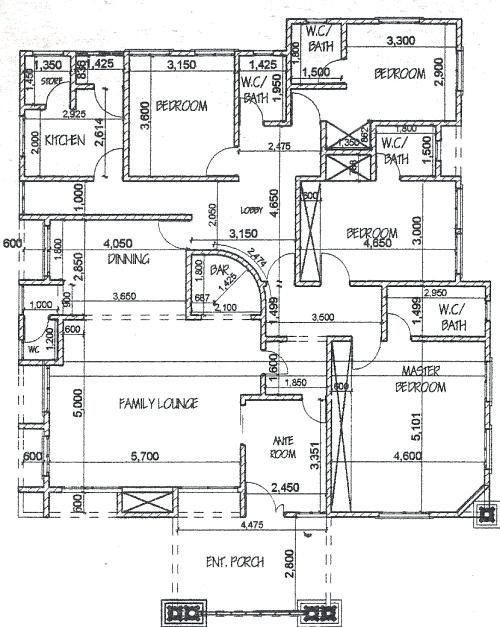 W.C/
BATH
1,800
1,500
3,300
BEDROOM
2,900
1,350
1,425
3,150
1,425
1,450
STORE
836
W.C/
BATH
1,950
3,600
BEDROOM
2,925
2,614
2,000
KITCHEN
2,475
1,350
662
1,800
W.C/
BATH
1,500
1,000
2,050
LOBBY
4,650
600
BEDROOM
3,000
4,650
3,150
600
1,800
4,050
DINNING
2,850
2,474
BAR
1,800
1,425
687
2,100
3,650
900
1,000
1,200
WC
600
1,499
3,500
1,499
2,950
W.C/
BATH
1,600
1,850
600
MASTER
BEDROOM
5,000
FAMILY LOUNGE
5,101
ANTE
ROOM
3,351
600
5,700
4,600
2,450
600
4,475
ENT. PORCH
2,800